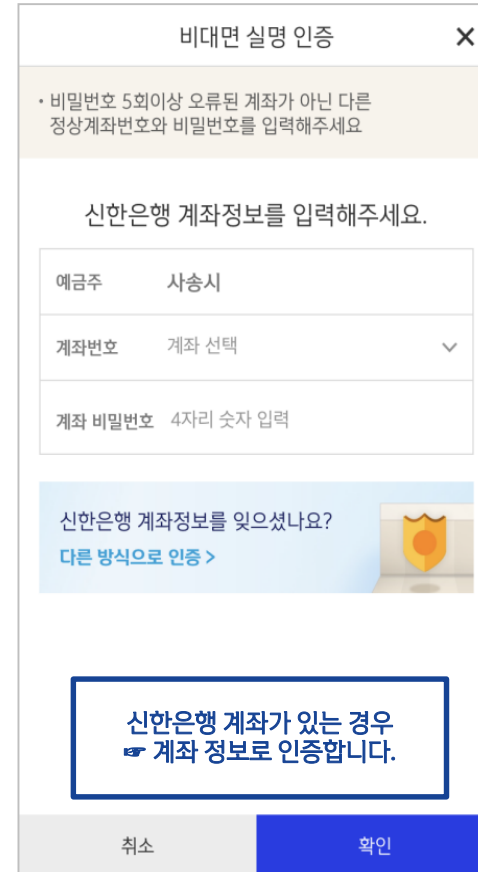 비대면 실명 인증
· 비밀번호 5회이상 오류된 계좌가 아닌 다른
정상계좌번호와 비밀번호를 입력해주세요
신한은행 계좌정보를 입력해주세요.
예금주 사송시
계좌번호 계좌 선택
계좌 비밀번호 4자리 숫자 입력
신한은행 계좌정보를 잊으셨나요?
다른 방식으로 인증 >
신한은행 계좌가 있는 경우
☞ 계좌 정보로 인증합니다.
취소 확인